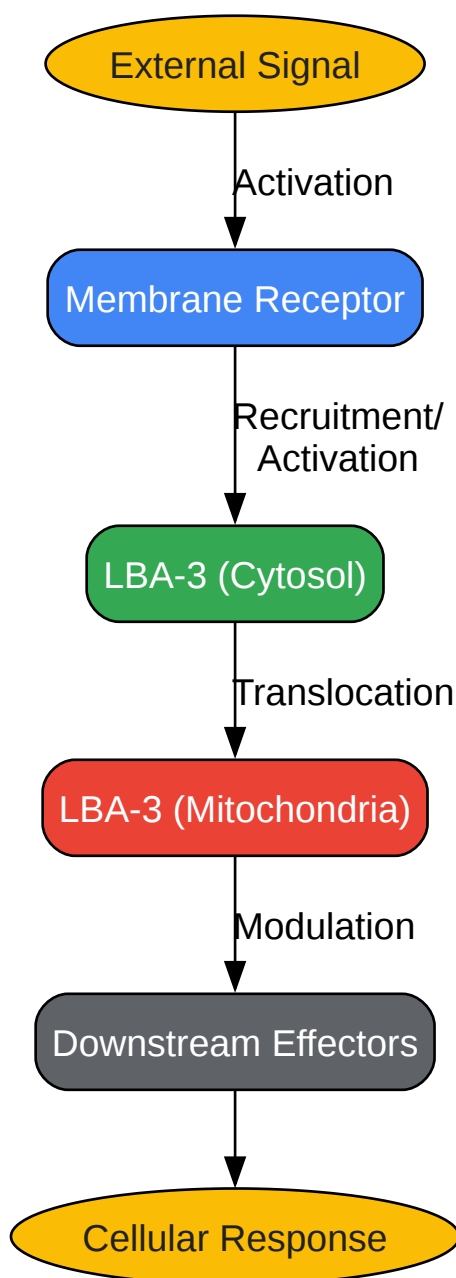 External Signal
Activation
Membrane Receptor
Recruitment/
Activation
LBA-3 (Cytosol)
Translocation
LBA-3 (Mitochondria)
Modulation
Downstream Effectors
Cellular Response